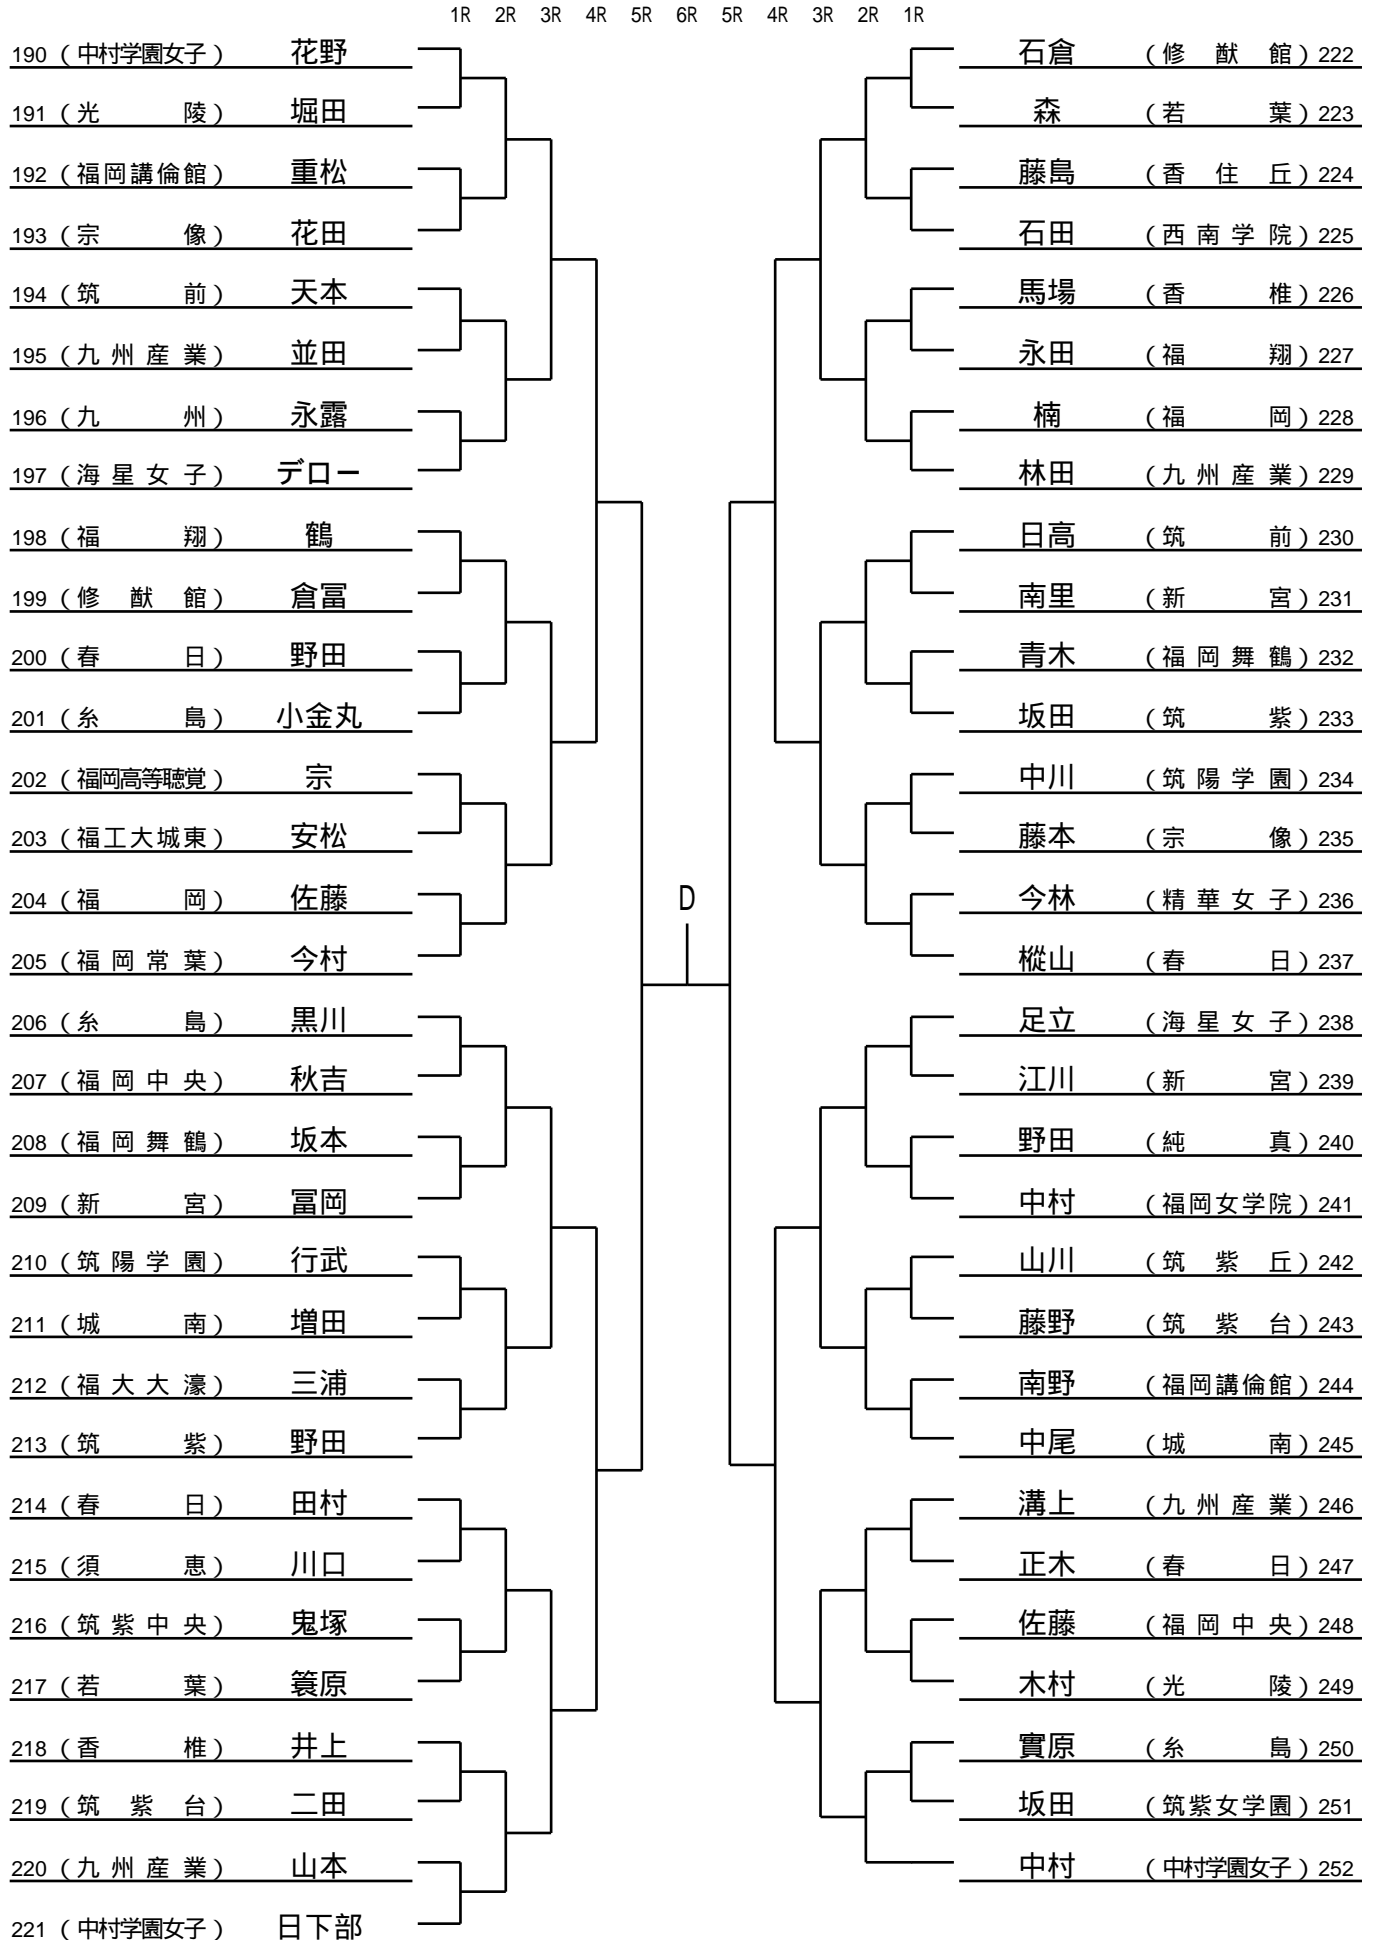 1R 2R 3R 4R 5R 6R 5R 4R 3R 2R 1R
190 (中村学園女子) 花野
191 (光陵) 堀田
192 (福岡講倫館) 重松
193 (宗像) 花田
194 (筑前) 天本
195 (九州産業) 並田
196 (九州) 永露
197 (海星女子) デロー
198 (福翔) 鶴
199 (修猷館) 倉冨
200 (春日) 野田
201 (糸島) 小金丸
202 (福岡高等聴覚) 宗
203 (福工大城東) 安松
204 (福岡) 佐藤
205 (福岡常葉) 今村
206 (糸島) 黒川
207 (福岡中央) 秋吉
208 (福岡舞鶴) 坂本
209 (新宮) 冨岡
210 (筑陽学園) 行武
211 (城南) 増田
212 (福大大濠) 三浦
213 (筑紫) 野田
214 (春日) 田村
215 (須恵) 川口
216 (筑紫中央) 鬼塚
217 (若葉) 簑原
218 (香椎) 井上
219 (筑紫台) 二田
220 (九州産業) 山本
221 (中村学園女子) 日下部
D
石倉 (修猷館) 222
森 (若葉) 223
藤島 (香住丘) 224
石田 (西南学院) 225
馬場 (香椎) 226
永田 (福翔) 227
楠 (福岡) 228
林田 (九州産業) 229
日高 (筑前) 230
南里 (新宮) 231
青木 (福岡舞鶴) 232
坂田 (筑紫) 233
中川 (筑陽学園) 234
藤本 (宗像) 235
今林 (精華女子) 236
樅山 (春日) 237
足立 (海星女子) 238
江川 (新宮) 239
野田 (純真) 240
中村 (福岡女学院) 241
山川 (筑紫丘) 242
藤野 (筑紫台) 243
南野 (福岡講倫館) 244
中尾 (城南) 245
溝上 (九州産業) 246
正木 (春日) 247
佐藤 (福岡中央) 248
木村 (光陵) 249
實原 (糸島) 250
坂田 (筑紫女学園) 251
中村 (中村学園女子) 252